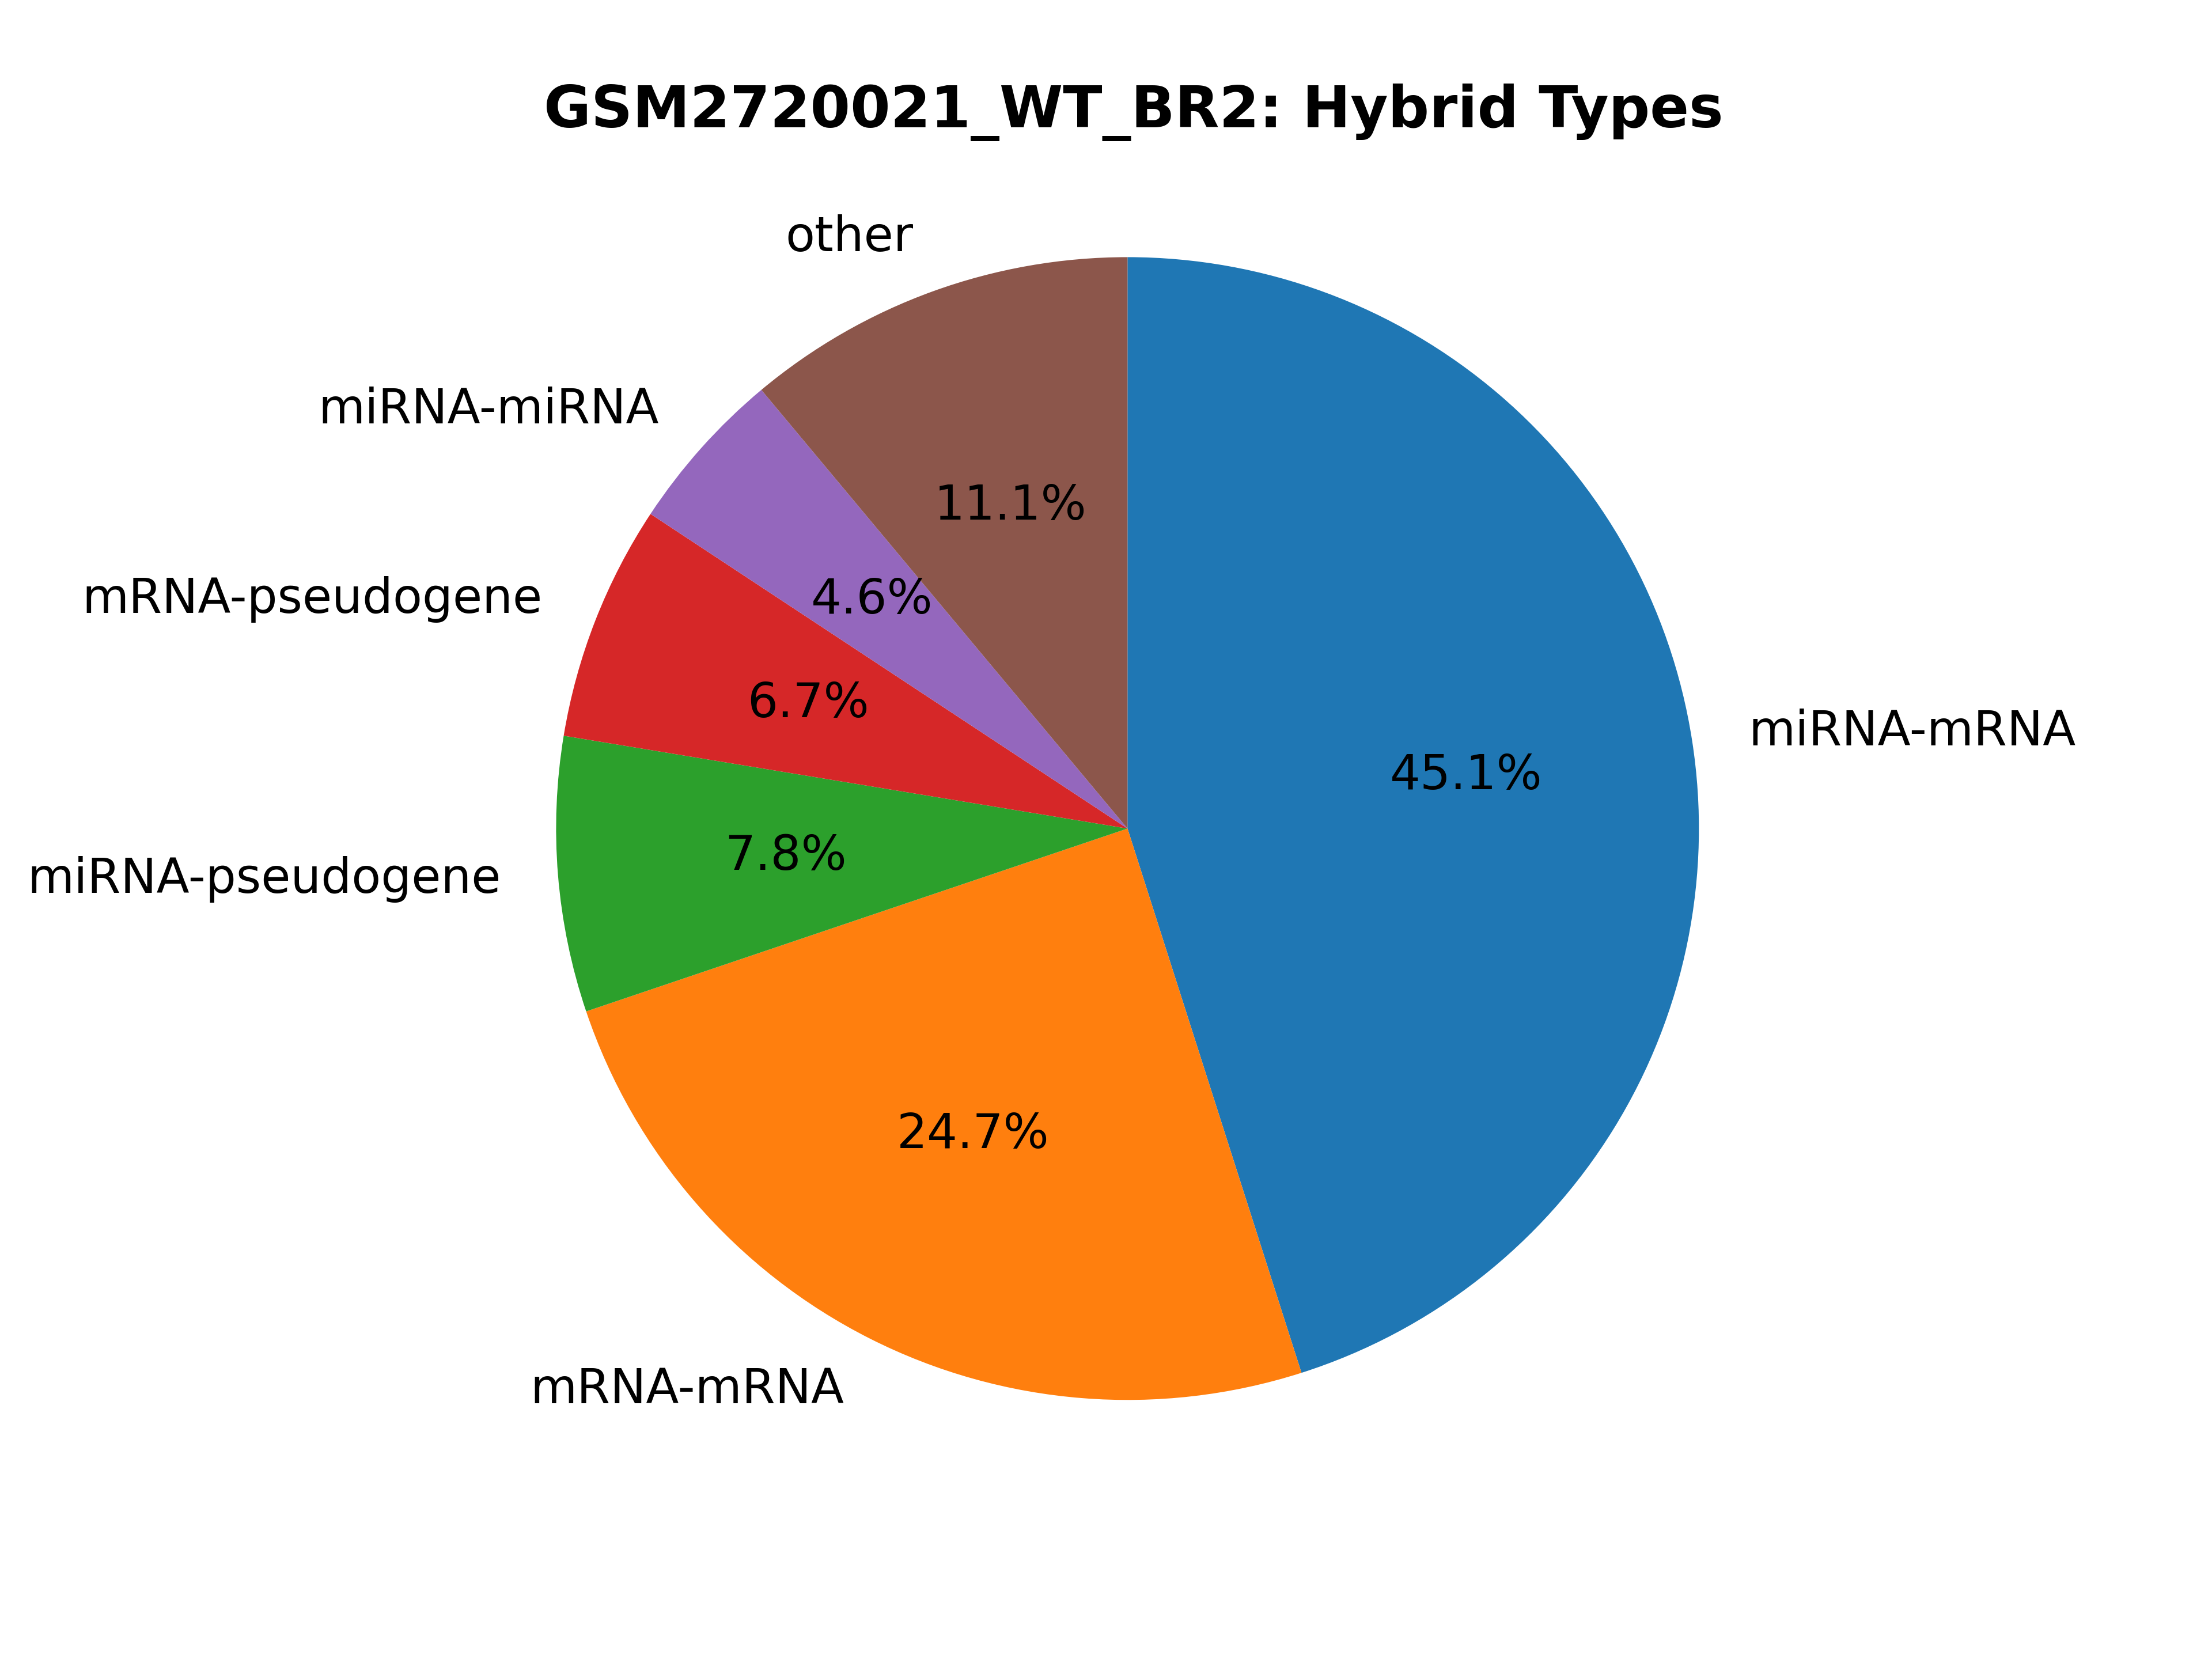 GSM2720021_WT_BR2: Hybrid Types
other
miRNA-miRNA
11.1%
mRNA-pseudogene
4.6%
6.7%
miRNA-mRNA
45.1%
miRNA-pseudogene
7.8%
24.7%
mRNA-mRNA